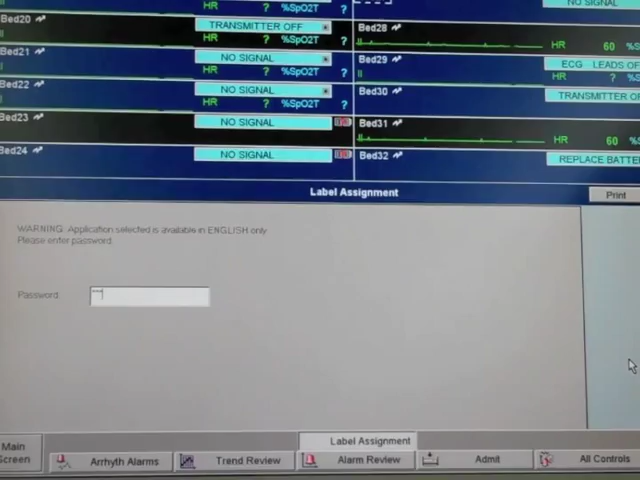 HR ? %SpO2T ?
NO SIGNAL
Bed20
TRANSMITTER OFF
HR ? %SpO2T ?
Bed28
HR 60 %S
Bed21
NO SIGNAL
HR ? %SpO2T ?
Bed29
ECG LEADS OF
HR ? %S
Bed22
NO SIGNAL
HR ? %SpO2T ?
Bed30
TRANSMITTER O
Bed23
NO SIGNAL
Bed31
HR 60 %S
Bed24
NO SIGNAL
Bed32
REPLACE BATTE
Label Assignment
Print
WARNING: Application selected is available in ENGLISH only
Please enter password
Password:
Label Assignment
Main
Screen
Arrhyth Alarms
Trend Review
Alarm Review
Admit
All Controls